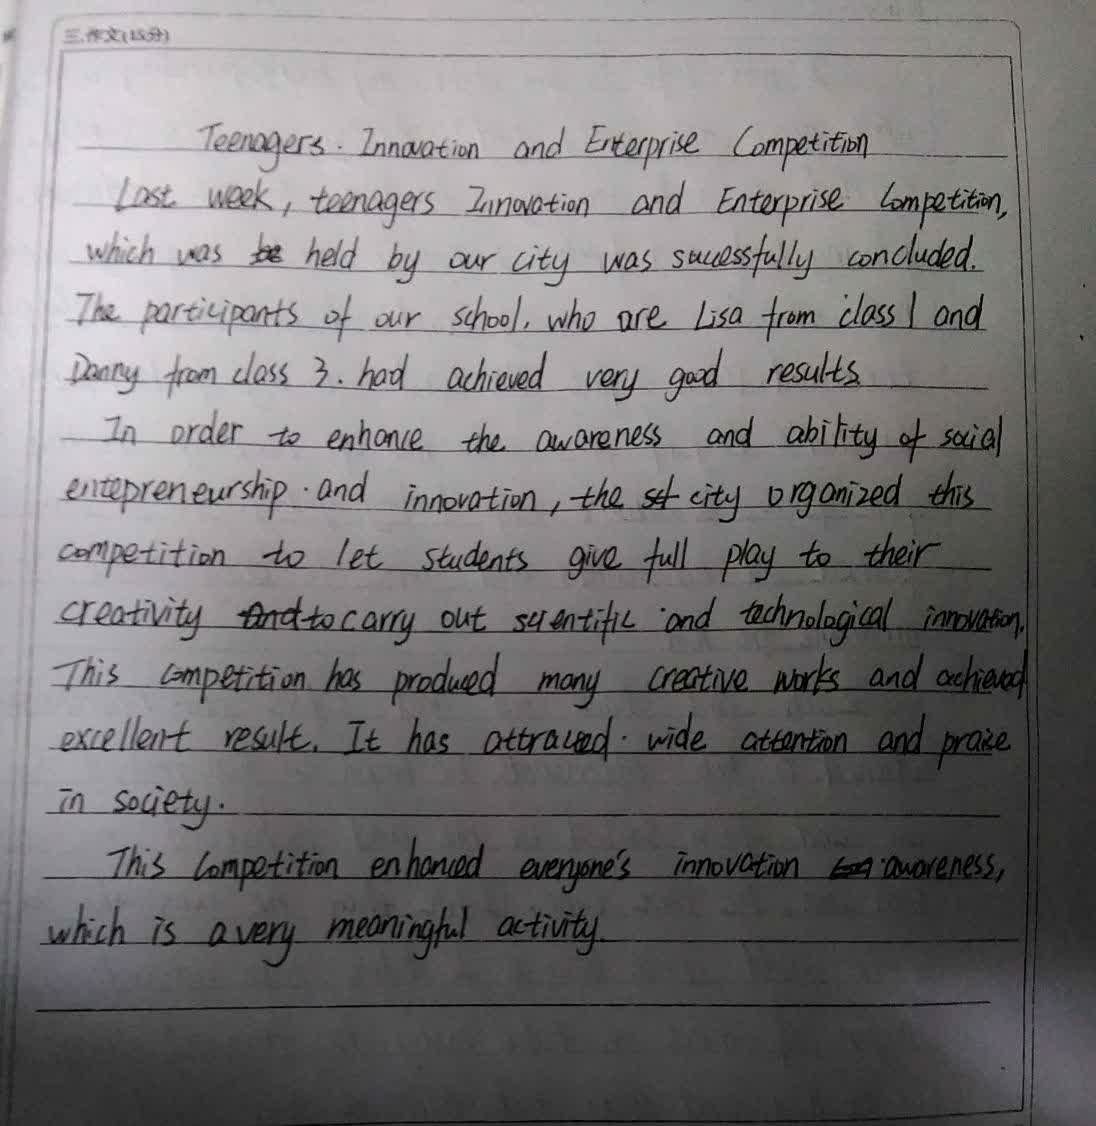 三.作文(15分)
Teenagers. Innovation and Enterprise Competition
Last week, teenagers Innovation and Enterprise Competition,
which was be held by our city was successfully concluded.
The participants of our school. who are Lisa from class 1 and
Danny from class 3. had achieved very good results.
In order to enhance the awareness and ability of social
entepreneurship and innovation, the city organized this
competition to let students give full play to their
creativity and to carry out scientific and technological innovation.
This competition has produced many creative works and achieved
excellent result. It has attracted wide attention and praise
in society.
This competition enhanced everyone's innovation awareness,
which is a very meaningful activity.